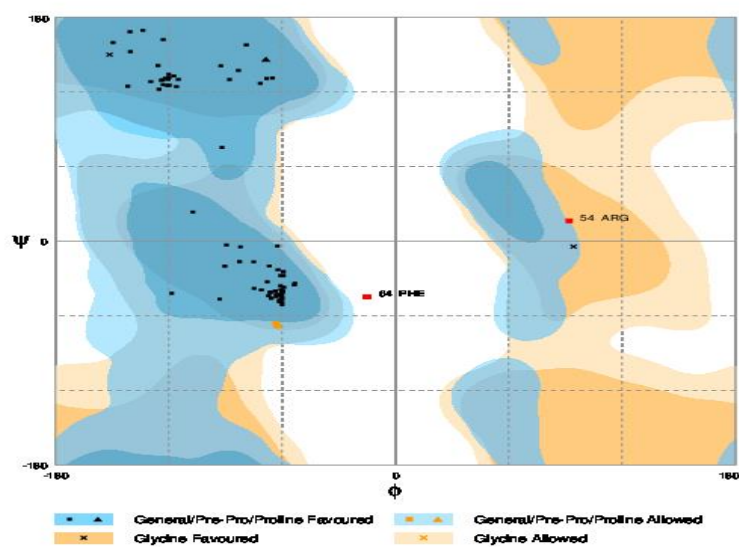 180
Ψ
54 ARG
0
64 PHE
-180
-180 0 180
ϕ
General/Pre-Pro/Proline Favoured General/Pre-Pro/Proline Allowed
Glycine Favoured Glycine Allowed